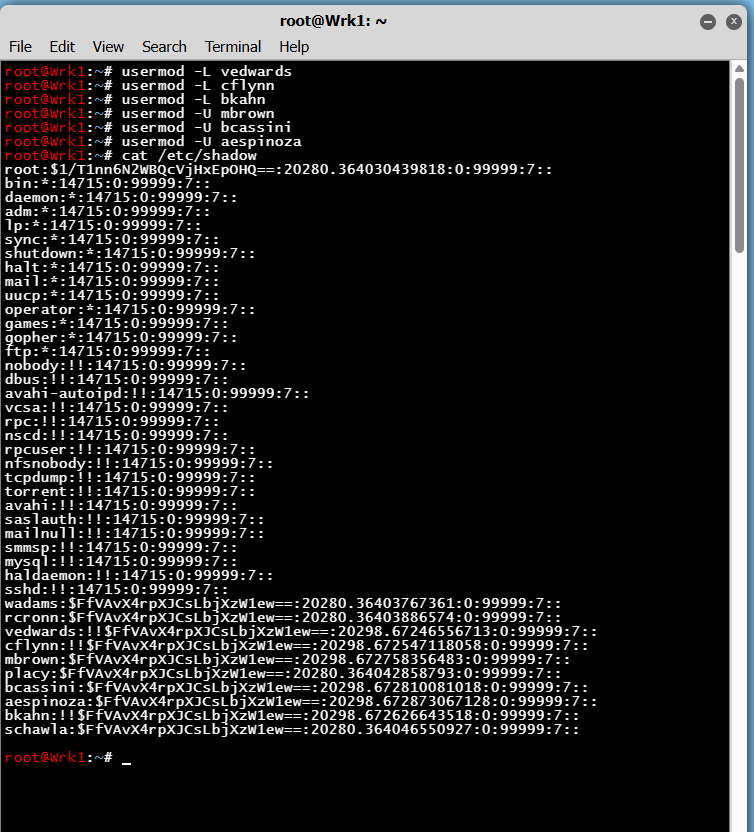 root@Wrk1: ~
File Edit View Search Terminal Help
root@Wrk1:~# usermod -L vedwards
root@Wrk1:~# usermod -L cflynn
root@Wrk1:~# usermod -L bkahn
root@Wrk1:~# usermod -U mbrown
root@Wrk1:~# usermod -U bcassini
root@Wrk1:~# usermod -U aespinoza
root@Wrk1:~# cat /etc/shadow
root:$1/T1nn6N2WBQcVjHxEpOHQ==:20280.364030439818:0:99999:7::
bin:*:14715:0:99999:7::
daemon:*:14715:0:99999:7::
adm:*:14715:0:99999:7::
lp:*:14715:0:99999:7::
sync:*:14715:0:99999:7::
shutdown:*:14715:0:99999:7::
halt:*:14715:0:99999:7::
mail:*:14715:0:99999:7::
uucp:*:14715:0:99999:7::
operator:*:14715:0:99999:7::
games:*:14715:0:99999:7::
gopher:*:14715:0:99999:7::
ftp:*:14715:0:99999:7::
nobody:!!:14715:0:99999:7::
dbus:!!:14715:0:99999:7::
avahi-autoipd:!!:14715:0:99999:7::
vcsa:!!:14715:0:99999:7::
rpc:!!:14715:0:99999:7::
nscd:!!:14715:0:99999:7::
rpcuser:!!:14715:0:99999:7::
nfsnobody:!!:14715:0:99999:7::
tcpdump:!!:14715:0:99999:7::
torrent:!!:14715:0:99999:7::
avahi:!!:14715:0:99999:7::
saslauth:!!:14715:0:99999:7::
mailnull:!!:14715:0:99999:7::
smmsp:!!:14715:0:99999:7::
mysql:!!:14715:0:99999:7::
haldaemon:!!:14715:0:99999:7::
sshd:!!:14715:0:99999:7::
wadams:$FfVAvX4rpXJCsLbjXzW1ew==:20280.36403767361:0:99999:7::
rcronn:$FfVAvX4rpXJCsLbjXzW1ew==:20280.36403886574:0:99999:7::
vedwards:!!$FfVAvX4rpXJCsLbjXzW1ew==:20298.67246556713:0:99999:7::
cflynn:!!$FfVAvX4rpXJCsLbjXzW1ew==:20298.672547118058:0:99999:7::
mbrown:$FfVAvX4rpXJCsLbjXzW1ew==:20298.672758356483:0:99999:7::
placy:$FfVAvX4rpXJCsLbjXzW1ew==:20280.364042858793:0:99999:7::
bcassini:$FfVAvX4rpXJCsLbjXzW1ew==:20298.672810081018:0:99999:7::
aespinoza:$FfVAvX4rpXJCsLbjXzW1ew==:20298.672873067128:0:99999:7::
bkahn:!!$FfVAvX4rpXJCsLbjXzW1ew==:20298.672626643518:0:99999:7::
schawla:$FfVAvX4rpXJCsLbjXzW1ew==:20280.364046550927:0:99999:7::
root@Wrk1:~# _